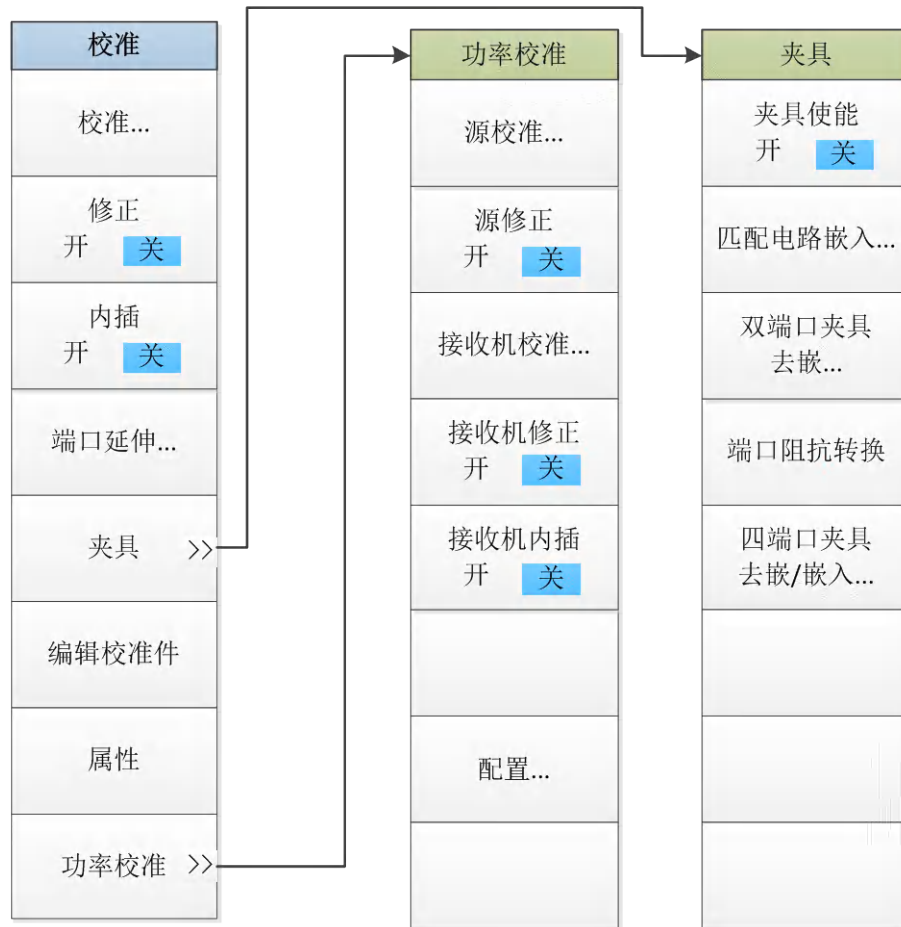 校准
校准...
修正
开 关
内插
开 关
端口延伸...
夹具 >>
编辑校准件
属性
功率校准 >>
功率校准
源校准...
源修正
开 关
接收机校准...
接收机修正
开 关
接收机内插
开 关
配置...
夹具
夹具使能
开 关
匹配电路嵌入...
双端口夹具
去嵌...
端口阻抗转换
四端口夹具
去嵌/嵌入...